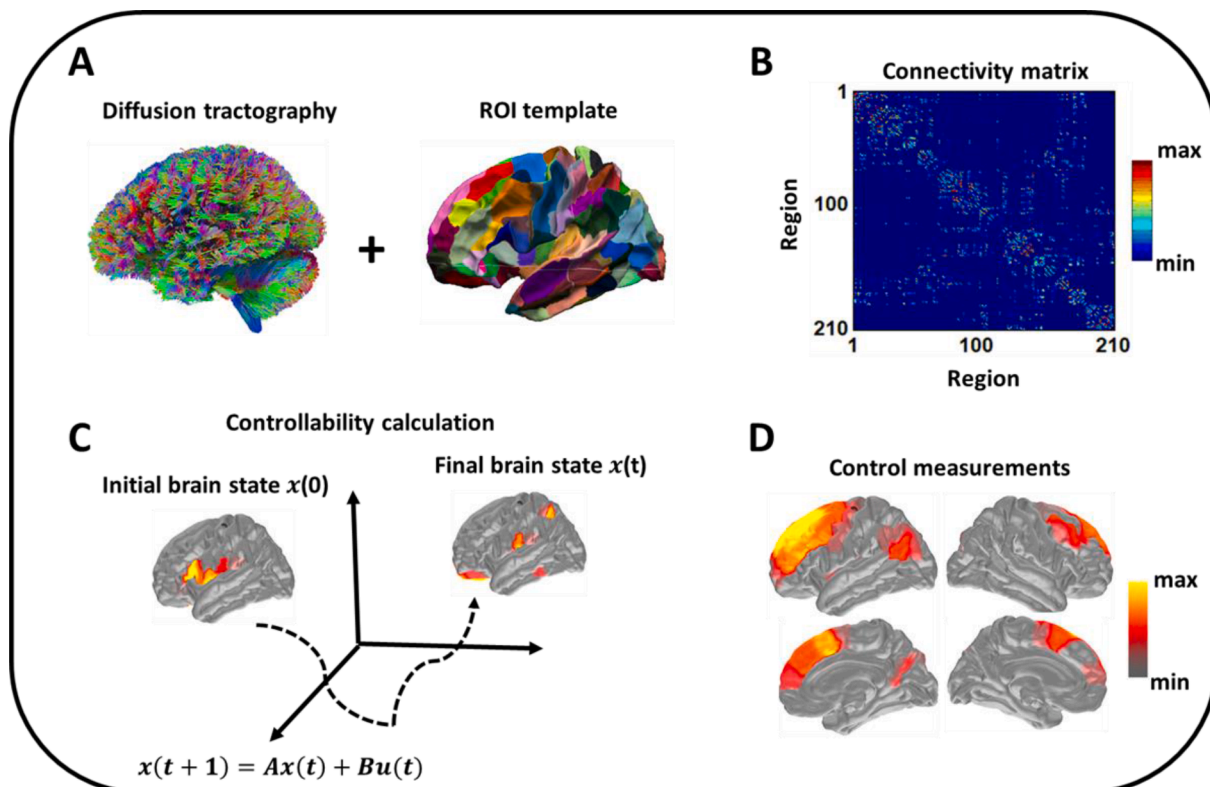 A
Diffusion tractography
ROI template
+
B
Connectivity matrix
1
100
210
Region
1
100
210
Region
max
min
C
Controllability calculation
Initial brain state x(0)
Final brain state x(t)
x(t + 1) = Ax(t) + Bu(t)
D
Control measurements
max
min